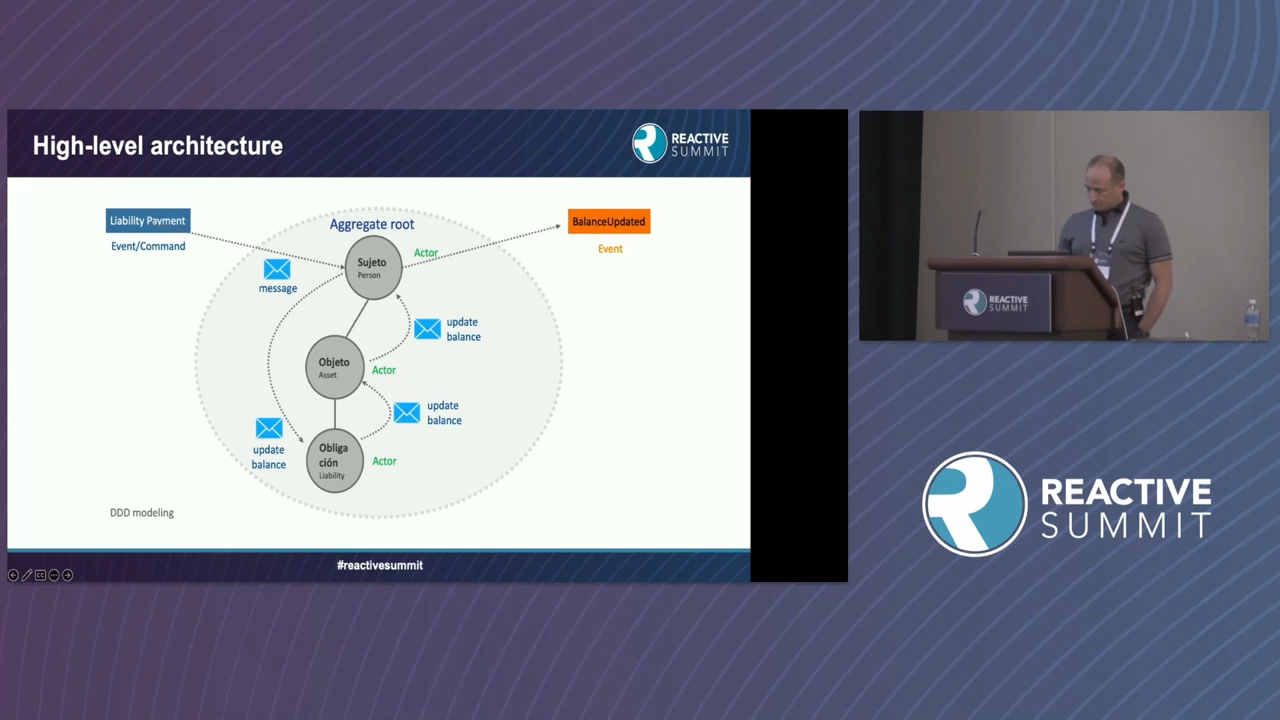 High-level architecture
REACTIVE
SUMMIT
Liability Payment
Event/Command
message
Aggregate root
Sujeto
Person
Actor
BalanceUpdated
Event
update
balance
Objeto
Asset
Actor
update
balance
update
balance
Obliga
ción
Liability
Actor
DDD modeling
#reactivesummit
REACTIVE
SUMMIT
REACTIVE
SUMMIT